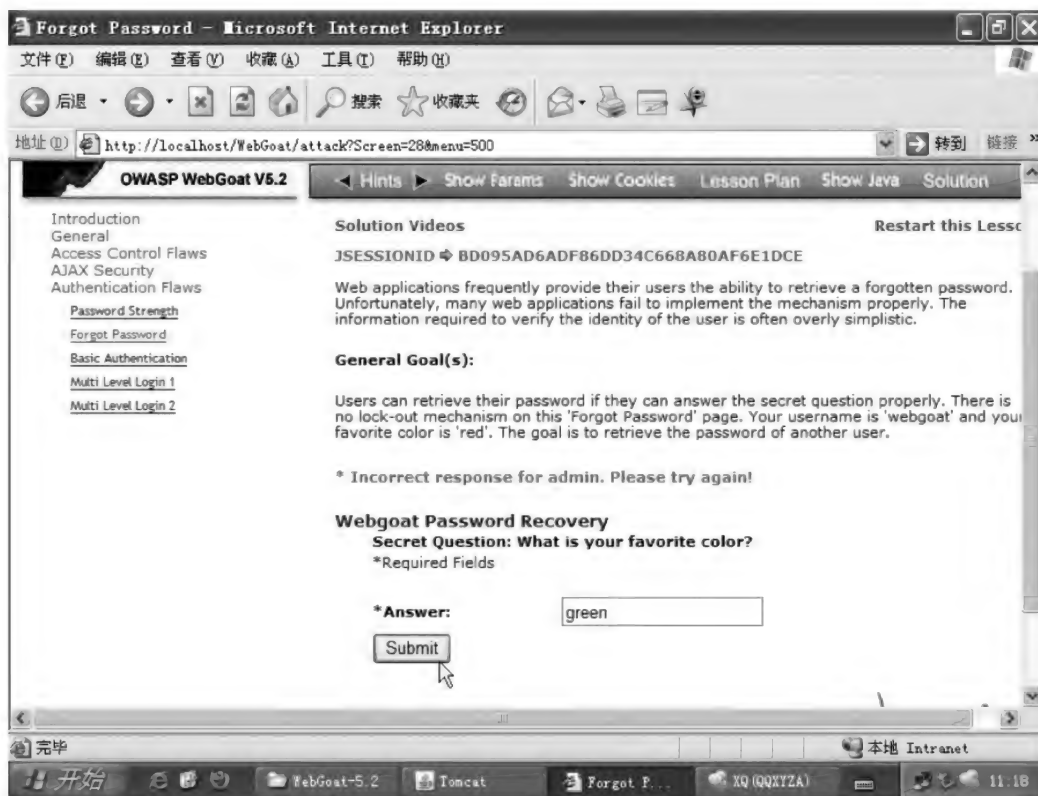 Forgot Password - Microsoft Internet Explorer
文件(F) 编辑(E) 查看(V) 收藏(A) 工具(T) 帮助(H)
后退 搜索 收藏夹
地址(D) http://localhost/WebGoat/attack?Screen=28&menu=500 转到 链接 »
OWASP WebGoat V5.2 Hints Show Params Show Cookies Lesson Plan Show Java Solution
Introduction
General
Access Control Flaws
AJAX Security
Authentication Flaws
Password Strength
Forgot Password
Basic Authentication
Multi Level Login 1
Multi Level Login 2
Solution Videos Restart this Lesso
JSESSIONID BD095AD6ADF86DD34C668A80AF6E1DCE
Web applications frequently provide their users the ability to retrieve a forgotten password.
Unfortunately, many web applications fail to implement the mechanism properly. The
information required to verify the identity of the user is often overly simplistic.
General Goal(s):
Users can retrieve their password if they can answer the secret question properly. There is
no lock-out mechanism on this 'Forgot Password' page. Your username is 'webgoat' and your
favorite color is 'red'. The goal is to retrieve the password of another user.
* Incorrect response for admin. Please try again!
Webgoat Password Recovery
Secret Question: What is your favorite color?
*Required Fields
*Answer: green
Submit
完毕 本地 Intranet
开始 WebGoat-5.2 Tomcat Forgot P... XQ(QQXYZA) 11:18